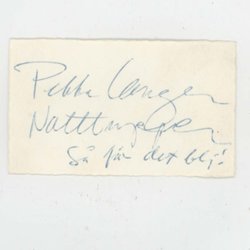 Pekka Langer
Så får det bli!